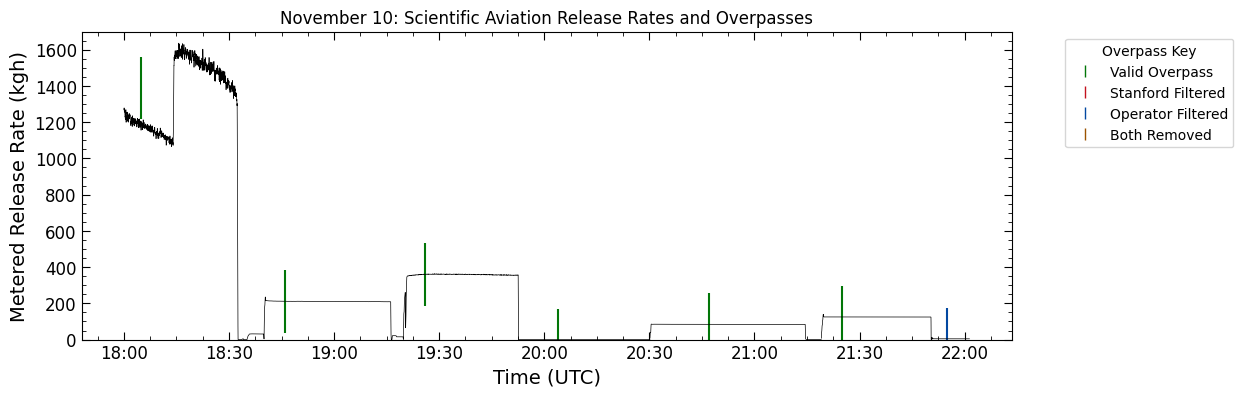 November 10: Scientific Aviation Release Rates and Overpasses
Metered Release Rate (kgh)
1600
1400
1200
1000
800
600
400
200
0
18:00 18:30 19:00 19:30 20:00 20:30 21:00 21:30 22:00
Time (UTC)
Overpass Key
Valid Overpass
Stanford Filtered
Operator Filtered
Both Removed